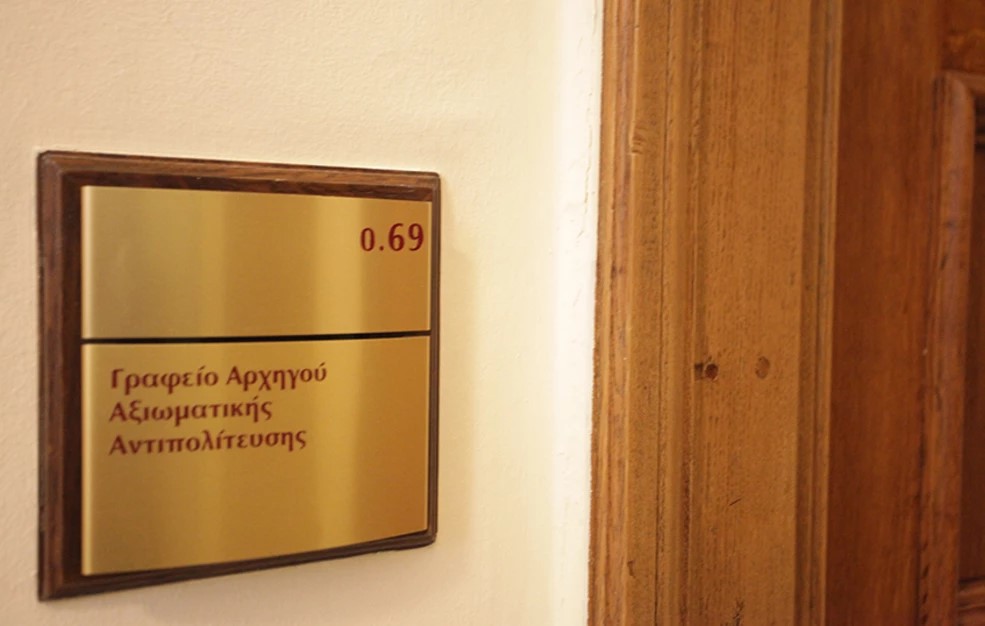 0.69
Γραφείο Αρχηγού
Αξιωματικής
Αντιπολίτευσης